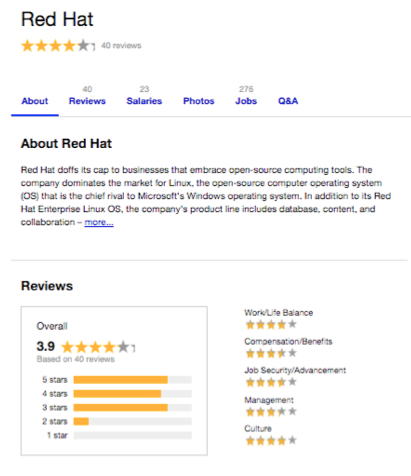 Red Hat
40 reviews
40 23 276
About Reviews Salaries Photos Jobs Q&A
About Red Hat
Red Hat doffs its cap to businesses that embrace open-source computing tools. The
company dominates the market for Linux, the open-source computer operating system
(OS) that is the chief rival to Microsoft's Windows operating system. In addition to its Red
Hat Enterprise Linux OS, the company's product line includes database, content, and
collaboration – more...
Reviews
Overall
3.9
Based on 40 reviews
5 stars
4 stars
3 stars
2 stars
1 star
Work/Life Balance
Compensation/Benefits
Job Security/Advancement
Management
Culture